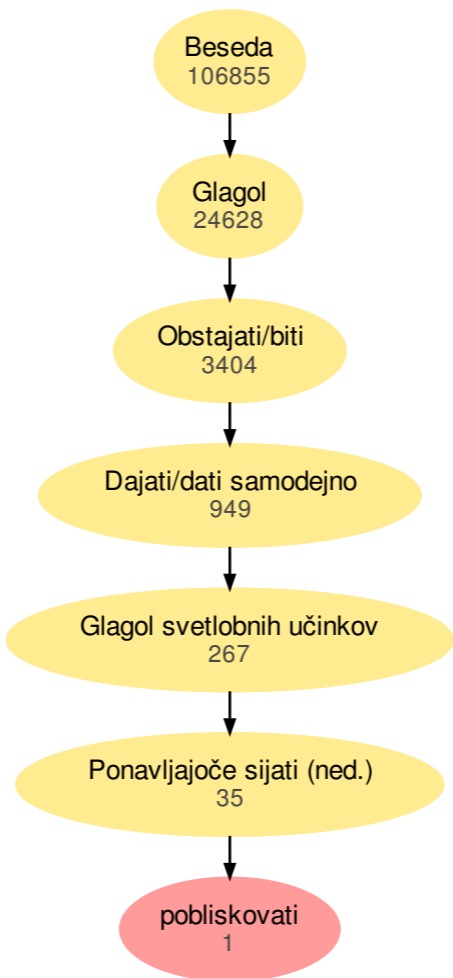 Beseda
106855
Glagol
24628
Obstajati/biti
3404
Dajati/dati samodejno
949
Glagol svetlobnih učinkov
267
Ponavljajoče sijati (ned.)
35
pobliskovati
1